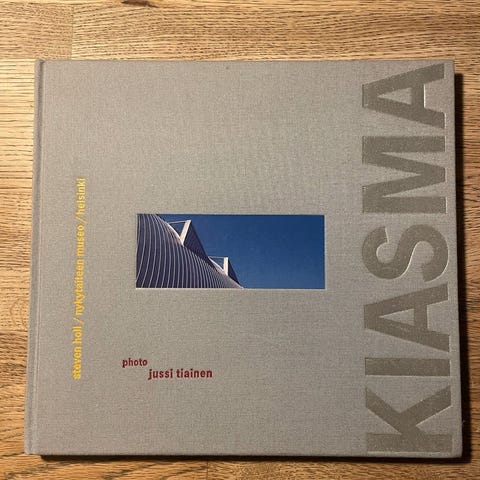 KIASMA
steven holl / nykytaiteen museo / helsinki
photo
jussi tiainen